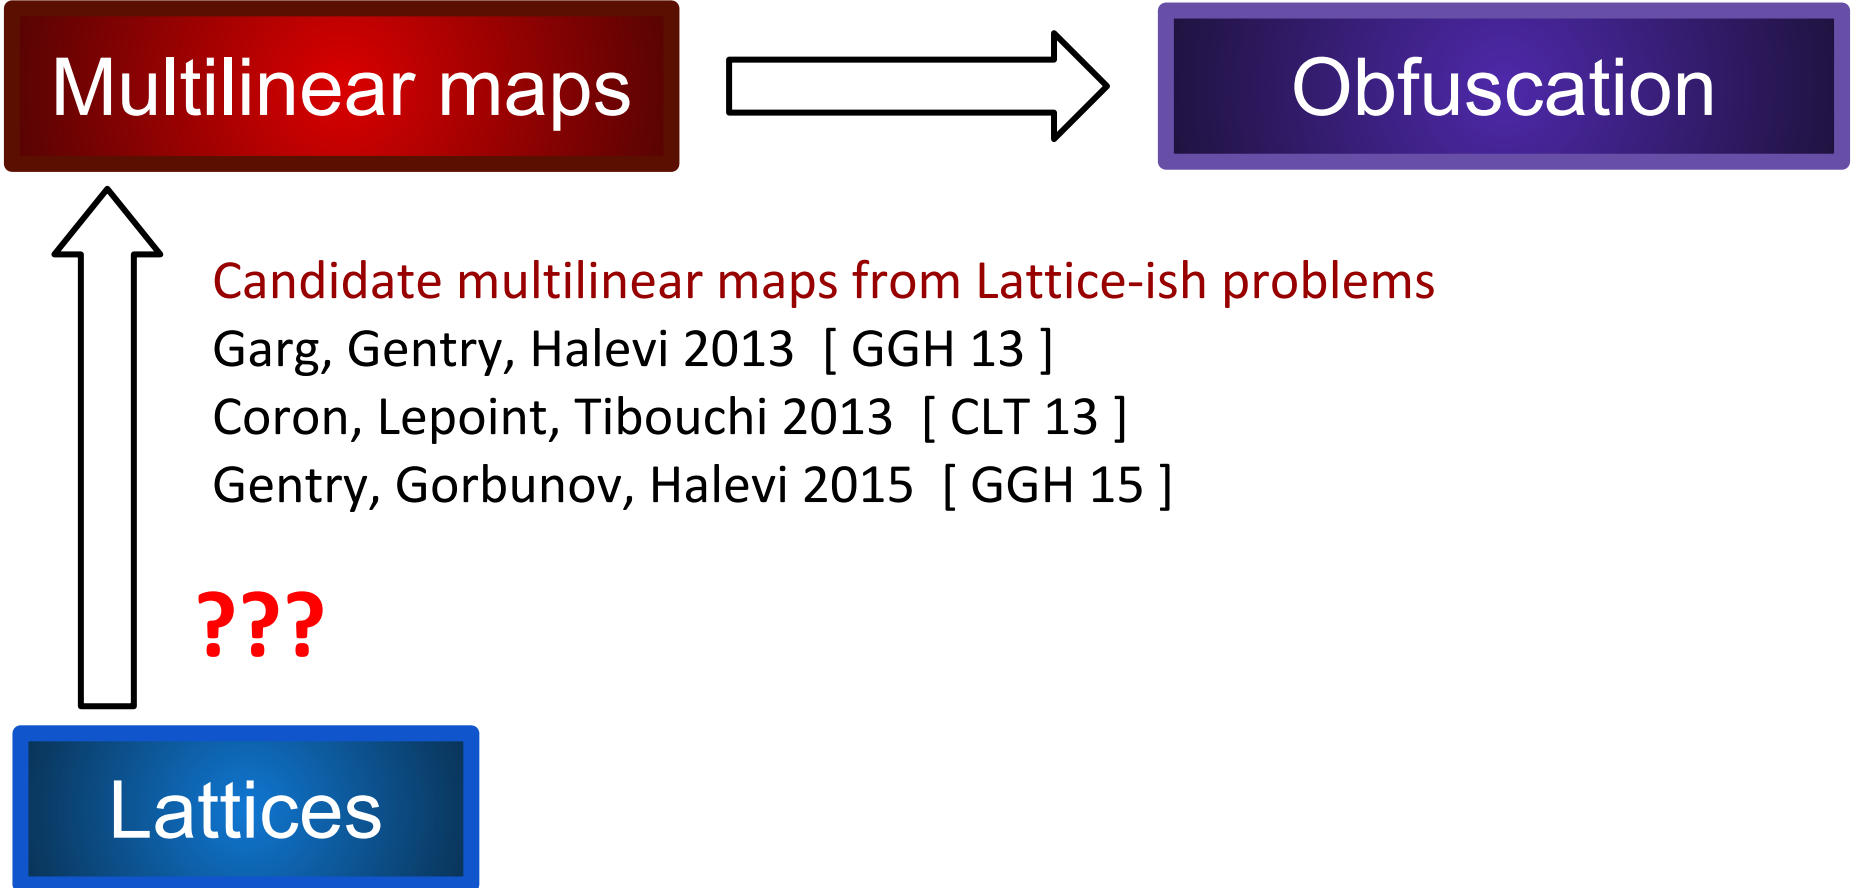 Multilinear maps
Obfuscation
Candidate multilinear maps from Lattice-ish problems
Garg, Gentry, Halevi 2013 [ GGH 13 ]
Coron, Lepoint, Tibouchi 2013 [ CLT 13 ]
Gentry, Gorbunov, Halevi 2015 [ GGH 15 ]
???
Lattices